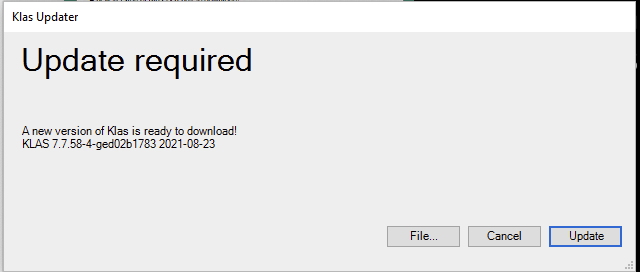 Klas Updater
Update required
A new version of Klas is ready to download!
KLAS 7.7.58-4-ged02b1783 2021-08-23
File... Cancel Update